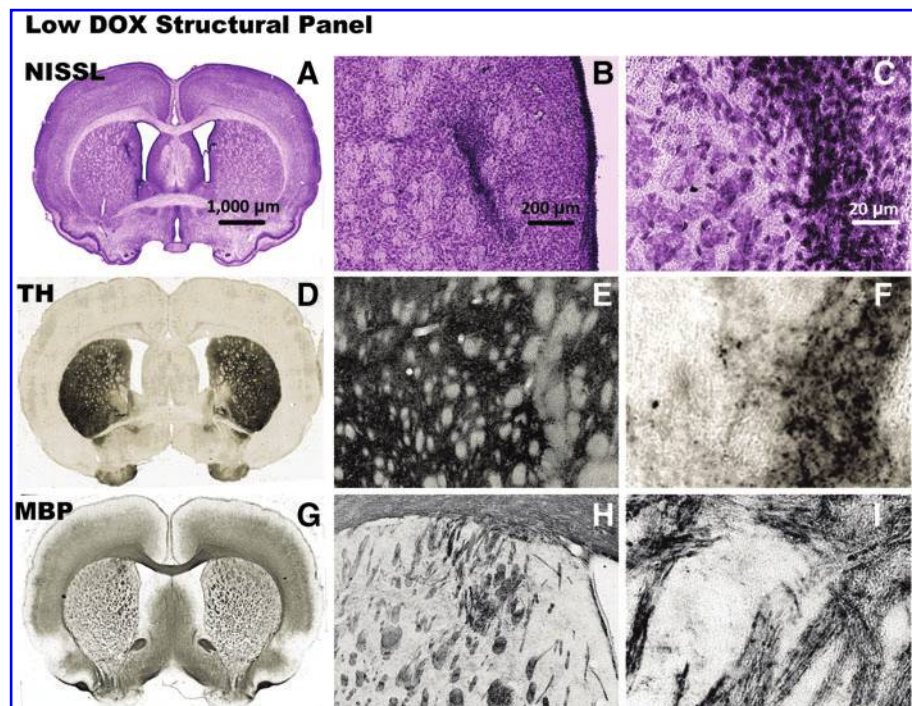 Low DOX Structural Panel
NISSL A B C
1,000 µm 200 µm 20 µm
TH D E F
MBP G H I